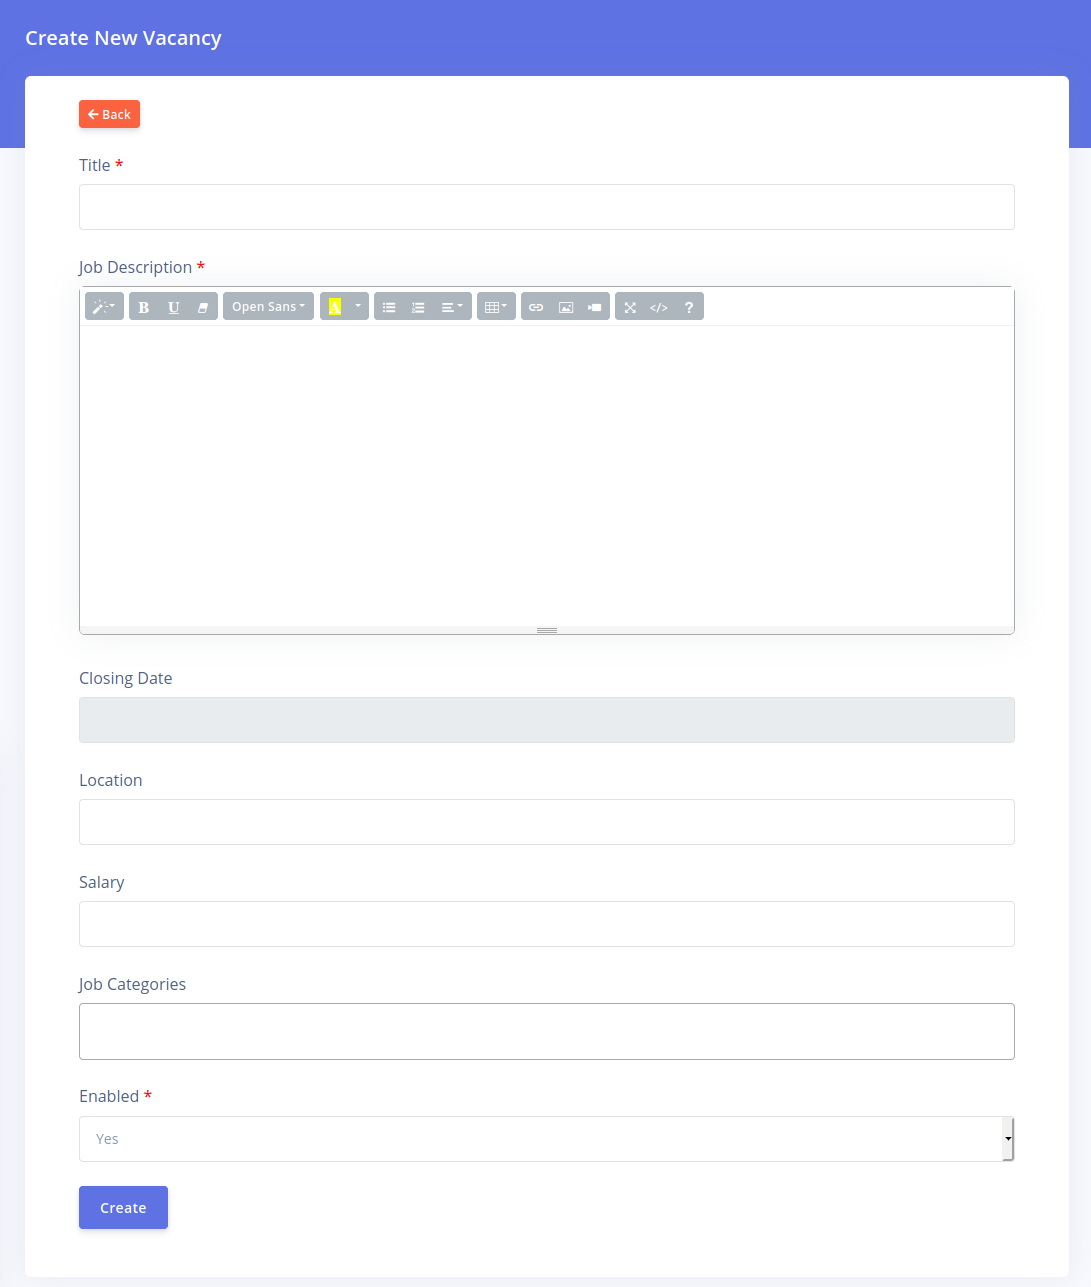 Create New Vacancy
Back
Title *
Job Description *
B U Open Sans A </> ?
Closing Date
Location
Salary
Job Categories
Enabled *
Yes
Create